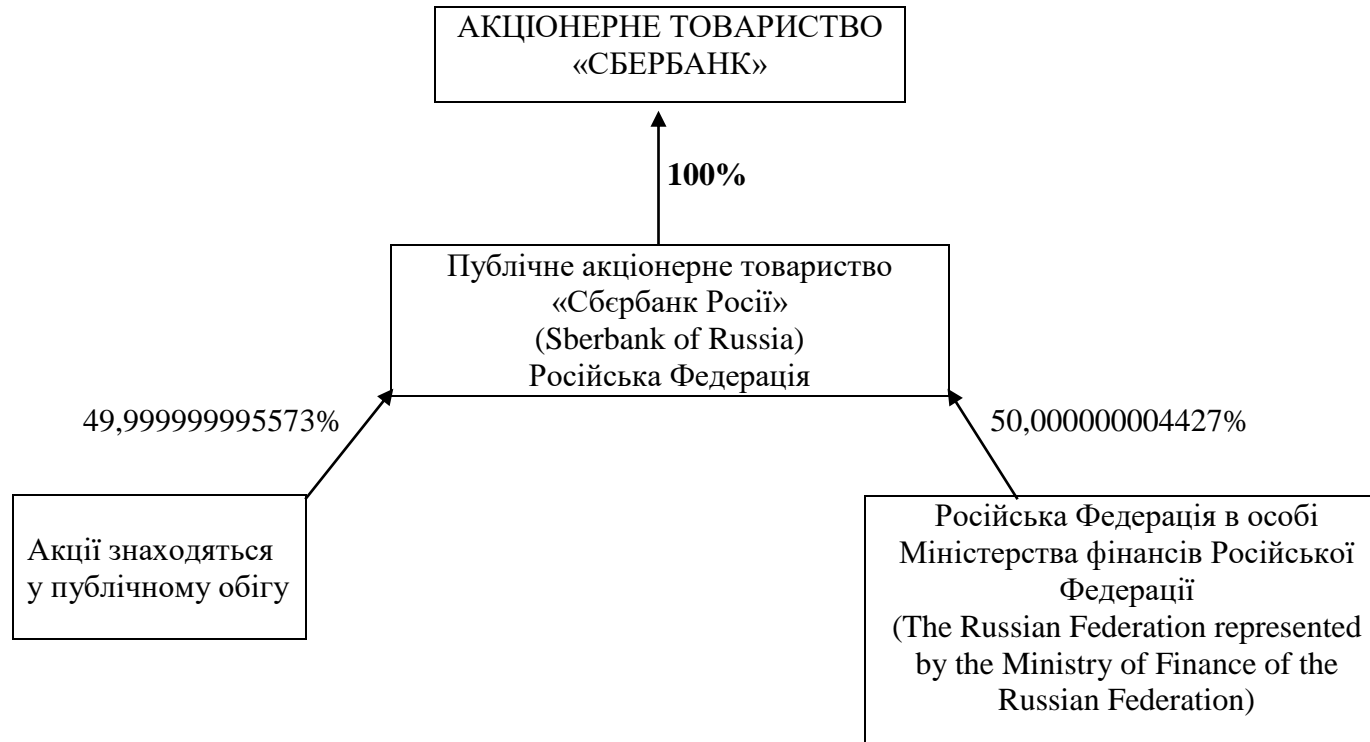 АКЦІОНЕРНЕ ТОВАРИСТВО
«СБЕРБАНК»
100%
Публічне акціонерне товариство
«Сбєрбанк Росії»
(Sberbank of Russia)
Російська Федерація
49,999999995573%
50,000000004427%
Акції знаходяться
у публічному обігу
Російська Федерація в особі
Міністерства фінансів Російської
Федерації
(The Russian Federation represented
by the Ministry of Finance of the
Russian Federation)